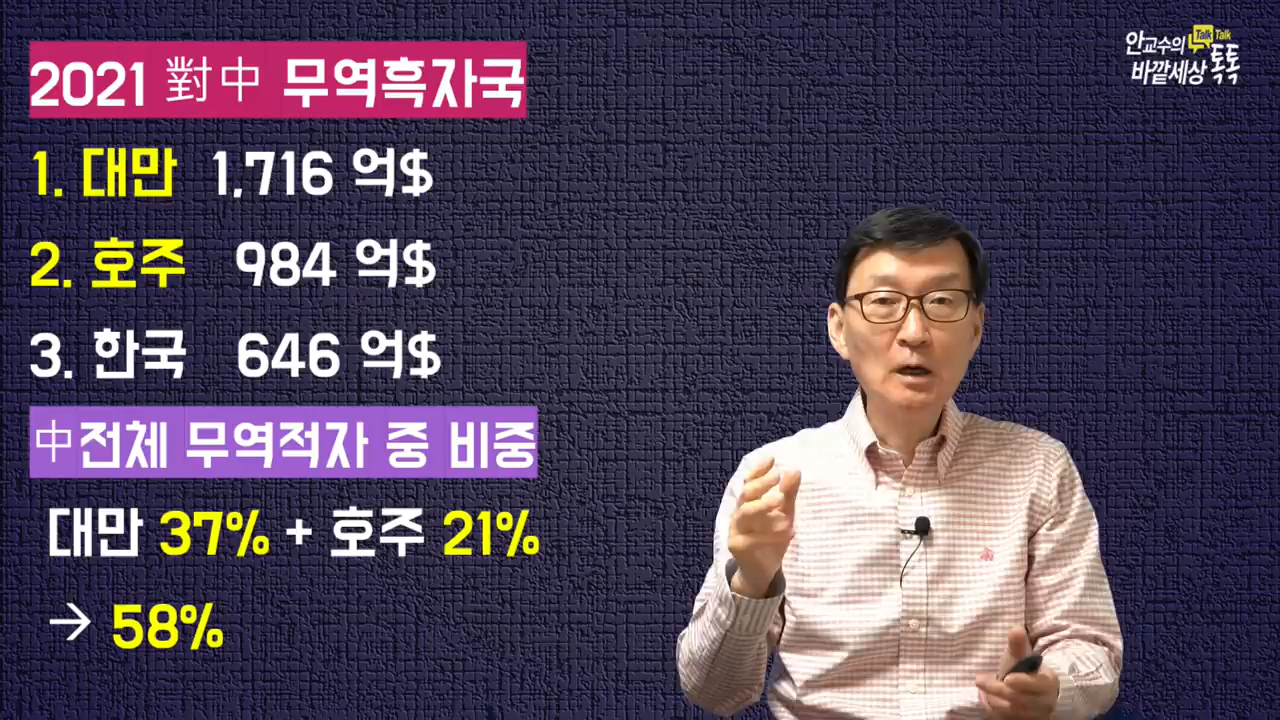 2021 對中 무역흑자국
1. 대만 1,716 억$
2. 호주 984 억$
3. 한국 646 억$
中전체 무역적자 중 비중
대만 37% + 호주 21%
→ 58%
안교수의 Talk Talk
바깥세상 톡톡